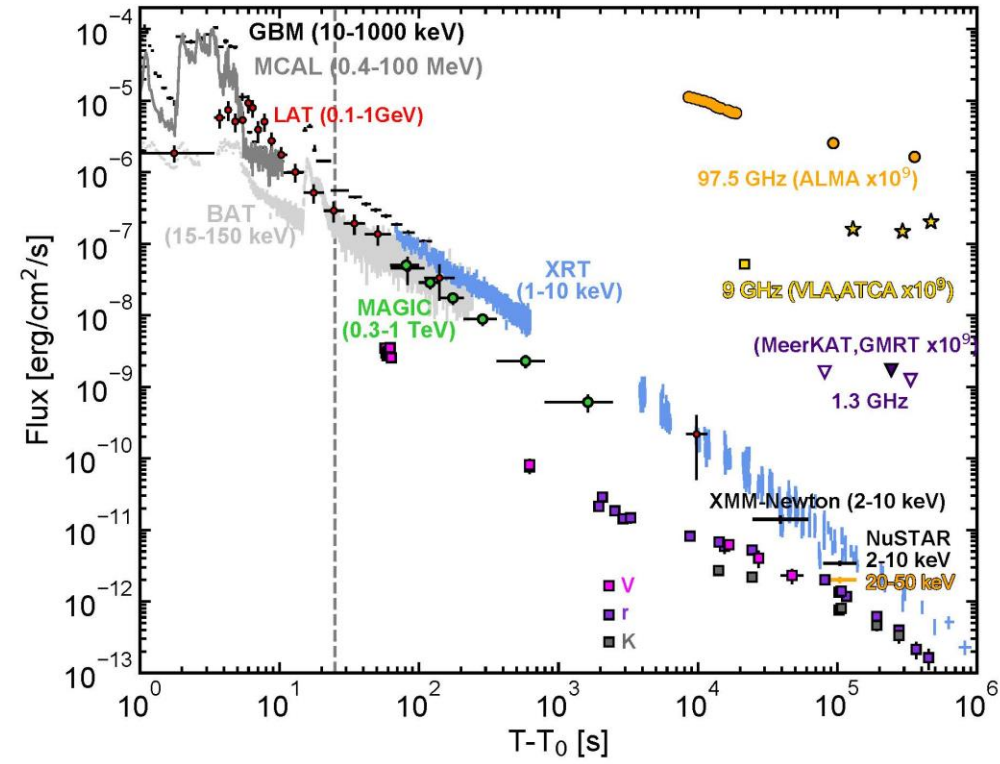 GBM (10-1000 keV)
MCAL (0.4-100 MeV)
LAT (0.1-1GeV)
BAT
(15-150 keV)
XRT
(1-10 keV)
MAGIC
(0.3-1 TeV)
97.5 GHz (ALMA x10⁹)
9 GHz (VLA,ATCA x10⁹)
(MeerKAT,GMRT x10⁹
1.3 GHz
XMM-Newton (2-10 keV)
NuSTAR
2-10 keV
20-50 keV
V
r
K
Flux [erg/cm²/s]
10⁻⁴
10⁻⁵
10⁻⁶
10⁻⁷
10⁻⁸
10⁻⁹
10⁻¹⁰
10⁻¹¹
10⁻¹²
10⁻¹³
10⁰ 10¹ 10² 10³ 10⁴ 10⁵ 10⁶
T-T₀ [s]